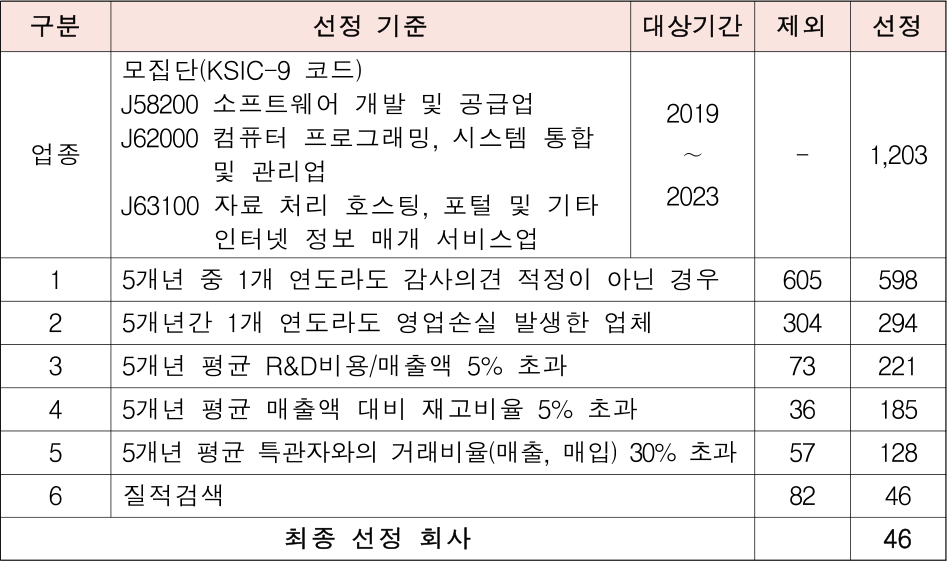 구분 선정 기준 대상기간 제외 선정
업종 모집단(KSIC-9 코드) 2019 ~ 2023 - 1,203
J58200 소프트웨어 개발 및 공급업
J62000 컴퓨터 프로그래밍, 시스템 통합
및 관리업
J63100 자료 처리 호스팅, 포털 및 기타
인터넷 정보 매개 서비스업
1 5개년 중 1개 연도라도 감사의견 적정이 아닌 경우 605 598
2 5개년간 1개 연도라도 영업손실 발생한 업체 304 294
3 5개년 평균 R&D비용/매출액 5% 초과 73 221
4 5개년 평균 매출액 대비 재고비율 5% 초과 36 185
5 5개년 평균 특관자와의 거래비율(매출, 매입) 30% 초과 57 128
6 질적검색 82 46
최종 선정 회사 46